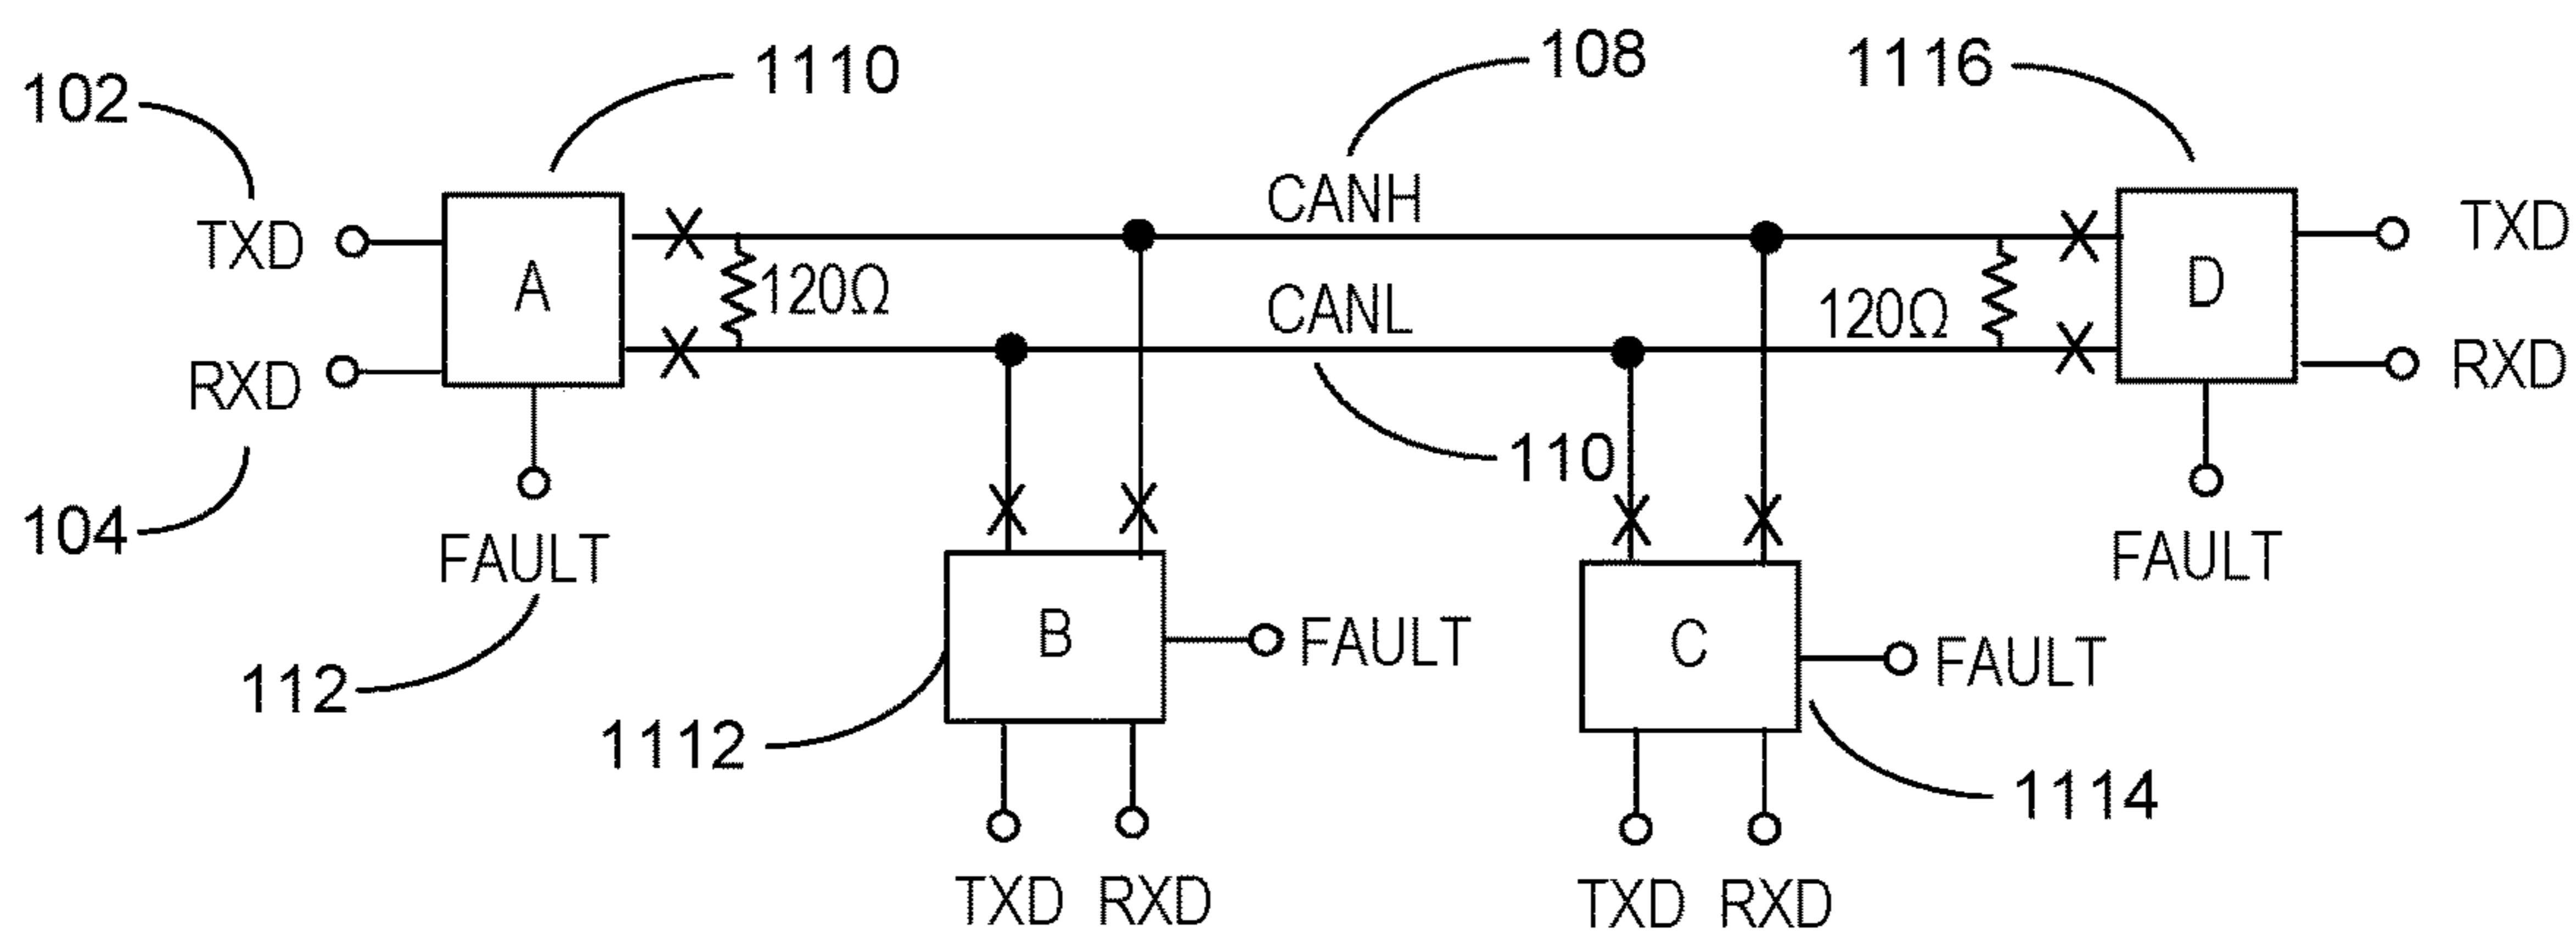 102
1110
108
1116
TXD
CANH
TXD
A
120Ω
CANL
120Ω
D
RXD
RXD
104
FAULT
110
FAULT
112
1112
B
FAULT
C
FAULT
1114
TXD RXD
TXD RXD